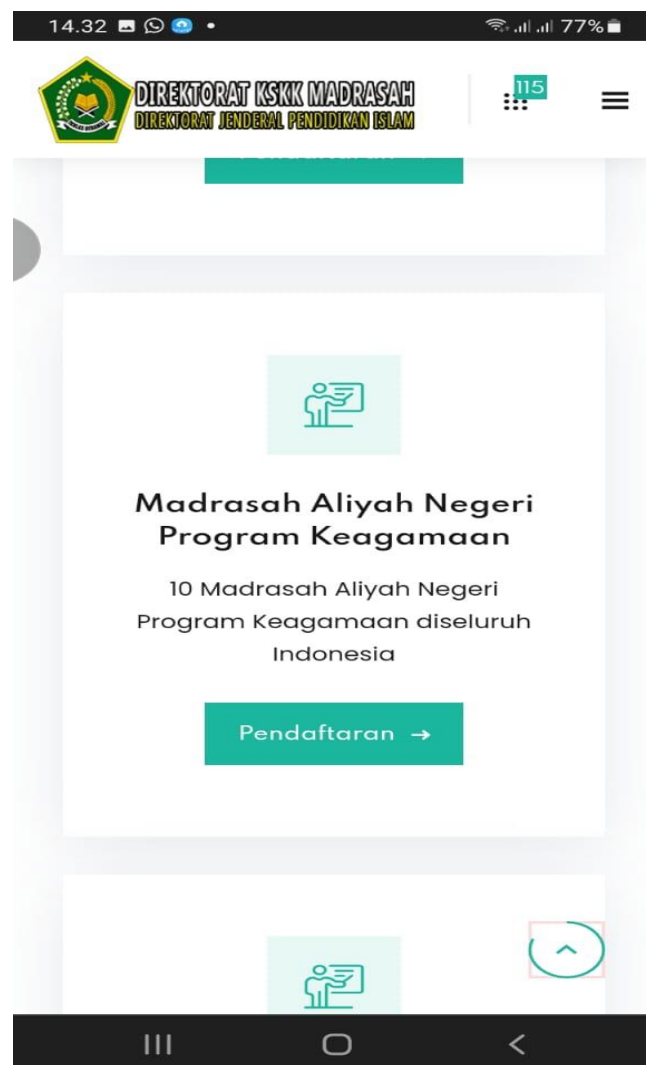 14.32
77%
DIREKTORAT KSKK MADRASAH
DIREKTORAT JENDERAL PENDIDIKAN ISLAM
115
Pendaftaran →
Madrasah Aliyah Negeri
Program Keagamaan
10 Madrasah Aliyah Negeri
Program Keagamaan diseluruh
Indonesia
Pendaftaran →